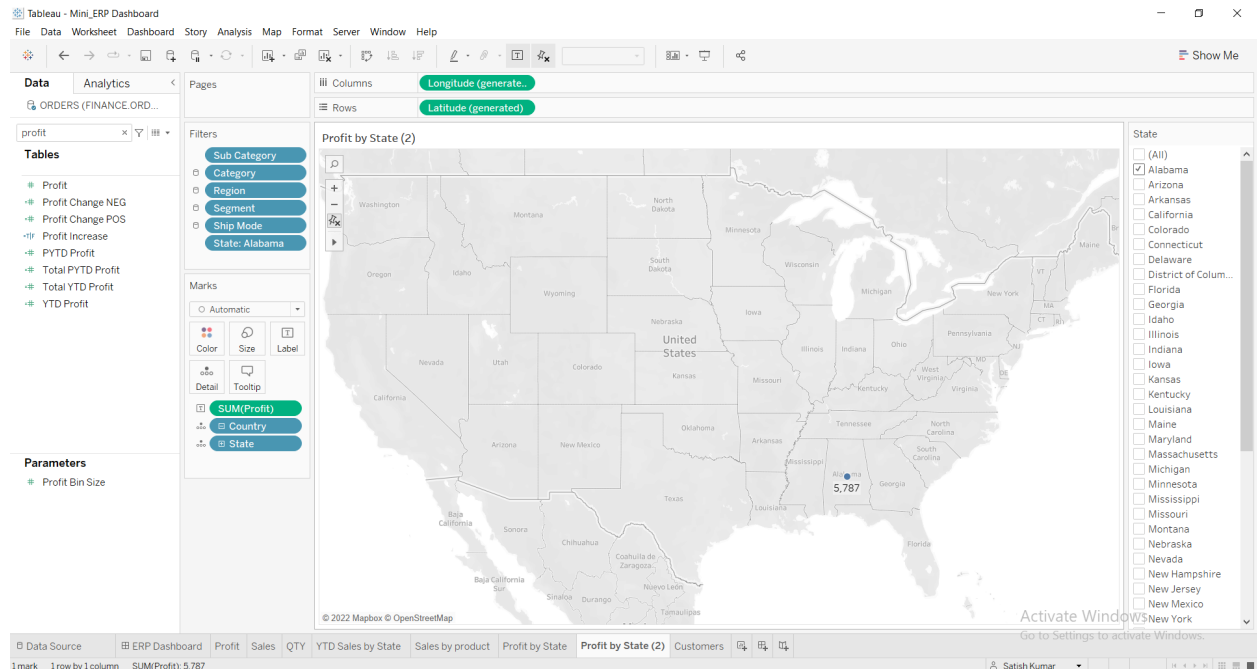 Tableau - Mini_ERP Dashboard
File Data Worksheet Dashboard Story Analysis Map Format Server Window Help
Show Me
Data Analytics
ORDERS (FINANCE.ORD...
profit
Tables
Profit
Profit Change NEG
Profit Change POS
Profit Increase
PYTD Profit
Total PYTD Profit
Total YTD Profit
YTD Profit
Parameters
Profit Bin Size
Pages
Filters
Sub Category
Category
Region
Segment
Ship Mode
State: Alabama
Marks
Automatic
Color Size Label
Detail Tooltip
SUM(Profit)
Country
State
Columns Longitude (generate..
Rows Latitude (generated)
Profit by State (2)
Washington
Montana
North
Dakota
Minnesota
Maine
Oregon
Idaho
Wyoming
South
Dakota
Wisconsin
Michigan
New York
VT
MA
CT
RI
Nebraska
Iowa
Illinois
Indiana
Ohio
Pennsylvania
NJ
MD
DE
United
States
Nevada
Utah
Colorado
Kansas
Missouri
West
Virginia
Virginia
Kentucky
California
Arizona
New Mexico
Oklahoma
Arkansas
Tennessee
North
Carolina
South
Carolina
Mississippi
Alabama
5,787
Georgia
Texas
Louisiana
Florida
Baja
California
Sonora
Chihuahua
Coahuila de
Zaragoza
Baja California
Sur
Sinaloa
Durango
Nuevo León
Tamaulipas
© 2022 Mapbox © OpenStreetMap
State
(All)
Alabama
Arizona
Arkansas
California
Colorado
Connecticut
Delaware
District of Colum...
Florida
Georgia
Idaho
Illinois
Indiana
Iowa
Kansas
Kentucky
Louisiana
Maine
Maryland
Massachusetts
Michigan
Minnesota
Mississippi
Missouri
Montana
Nebraska
Nevada
New Hampshire
New Jersey
New Mexico
New York
Activate Windows
Go to Settings to activate Windows.
Data Source ERP Dashboard Profit Sales QTY YTD Sales by State Sales by product Profit by State Profit by State (2) Customers
1 mark 1 row by 1 column SUM(Profit): 5,787 Satish Kumar